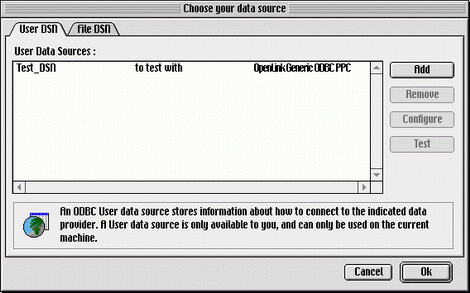 Choose your data source
User DSN File DSN
User Data Sources :
Test_DSN to test with OpenLink Generic ODBC PPC
Add
Remove
Configure
Test
An ODBC User data source stores information about how to connect to the indicated data
provider. A User data source is only available to you, and can only be used on the current
machine.
Cancel Ok